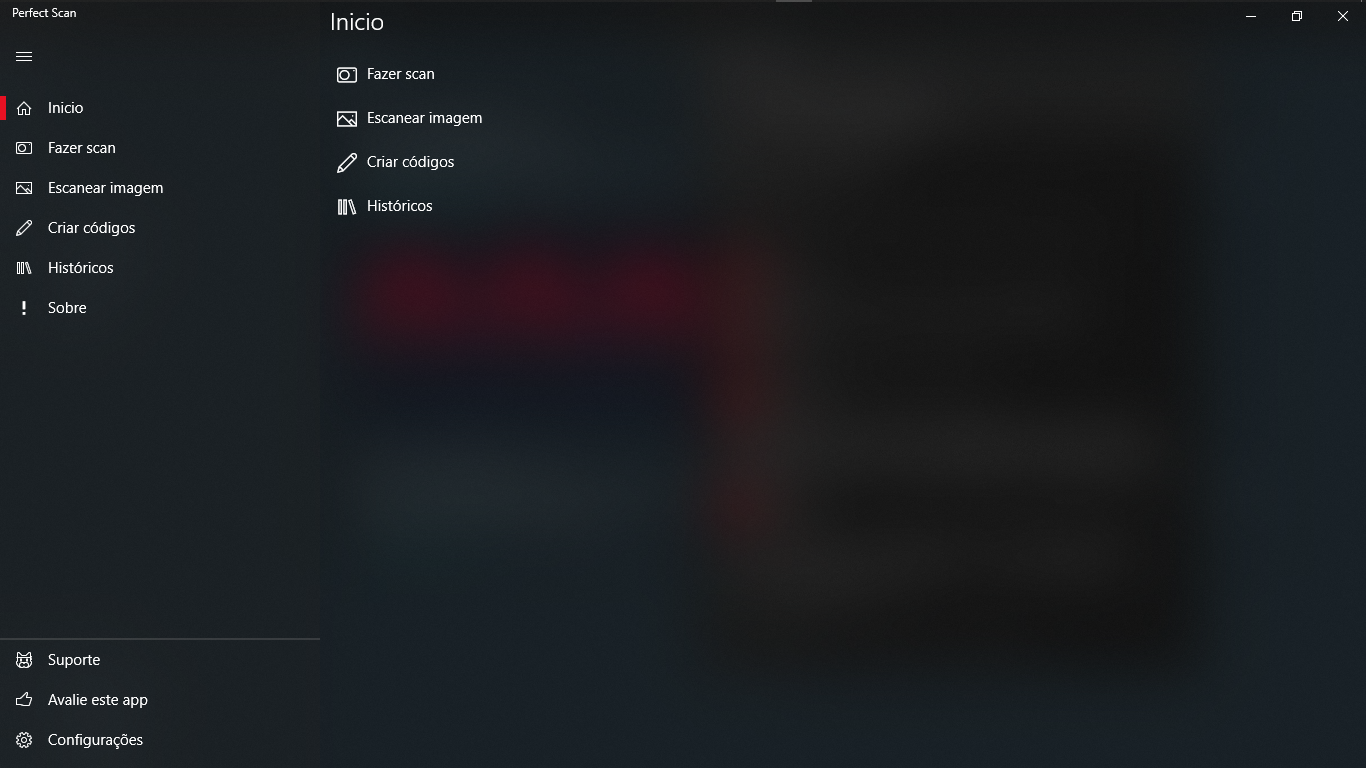 Perfect Scan
Inicio
Fazer scan
Escanear imagem
Criar códigos
Históricos
Sobre
Suporte
Avalie este app
Configurações
Inicio
Fazer scan
Escanear imagem
Criar códigos
Históricos